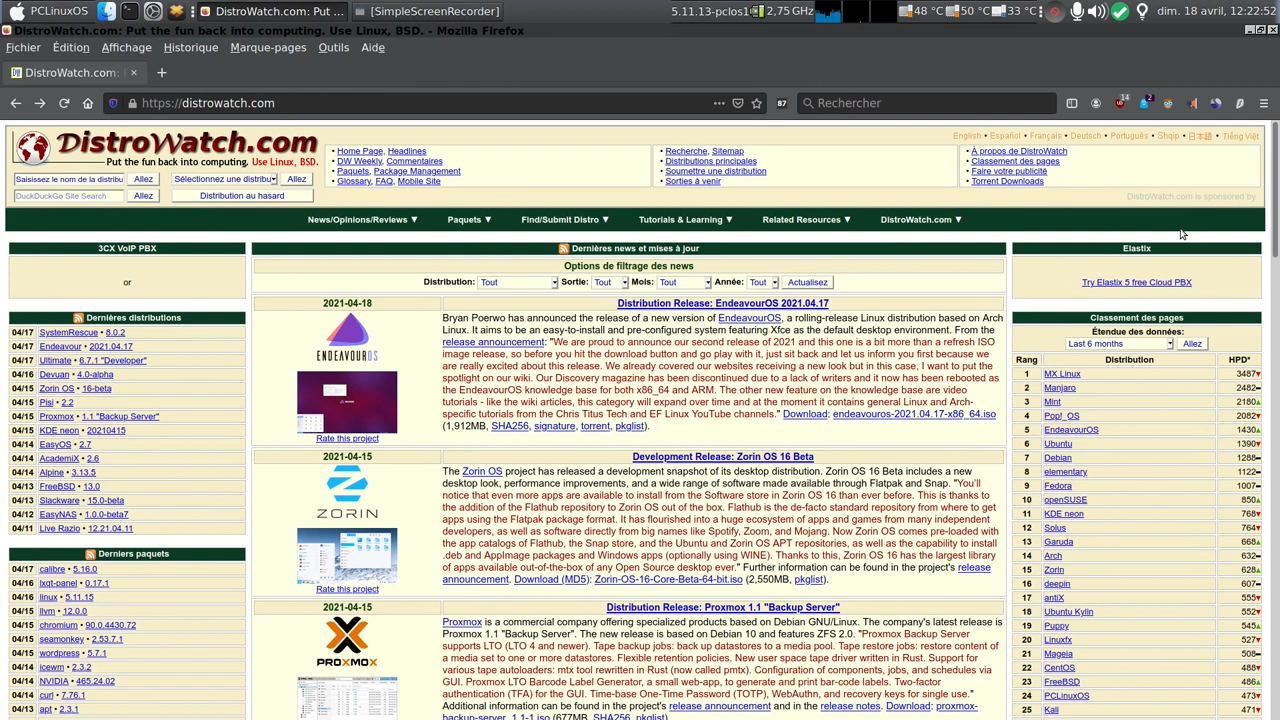 PCLinuxOS
DistroWatch.com: Put ...
[SimpleScreenRecorder]
5.11.13-pclos1
2,75 GHz
48 °C
50 °C
33 °C
dim. 18 avril, 12:22:52
DistroWatch.com: Put the fun back into computing. Use Linux, BSD. - Mozilla Firefox
Fichier Édition Affichage Historique Marque-pages Outils Aide
DistroWatch.com:
https://distrowatch.com
87
Rechercher
14
2
DistroWatch.com
Put the fun back into computing. Use Linux, BSD.
Saisissez le nom de la distribu Allez Sélectionnez une distribu Allez
DuckDuckGo Site Search Allez Distribution au hasard
• Home Page, Headlines
• DW Weekly, Commentaires
• Paquets, Package Management
• Glossary, FAQ, Mobile Site
• Recherche, Sitemap
• Distributions principales
• Soumettre une distribution
• Sorties à venir
English • Español • Français • Deutsch • Português • Shqip • 日本語 • Tiếng Việt
• À propos de DistroWatch
• Classement des pages
• Faire votre publicité
• Torrent Downloads
DistroWatch.com is sponsored by
News/Opinions/Reviews ▼ Paquets ▼ Find/Submit Distro ▼ Tutorials & Learning ▼ Related Resources ▼ DistroWatch.com ▼
3CX VoIP PBX
or
Dernières distributions
04/17 SystemRescue • 8.0.2
04/17 Endeavour • 2021.04.17
04/17 Ultimate • 6.7.1 "Developer"
04/16 Devuan • 4.0-alpha
04/15 Zorin OS • 16-beta
04/15 Pisi • 2.2
04/15 Proxmox • 1.1 "Backup Server"
04/15 KDE neon • 20210415
04/14 EasyOS • 2.7
04/14 AcademiX • 2.6
04/14 Alpine • 3.13.5
04/13 FreeBSD • 13.0
04/13 Slackware • 15.0-beta
04/12 EasyNAS • 1.0.0-beta7
04/11 Live Raizo • 12.21.04.11
Derniers paquets
04/17 calibre • 5.16.0
04/17 lxqt-panel • 0.17.1
04/16 linux • 5.11.15
04/15 llvm • 12.0.0
04/15 chromium • 90.0.4430.72
04/15 seamonkey • 2.53.7.1
04/15 wordpress • 5.7.1
04/14 icewm • 2.3.2
04/14 NVIDIA • 465.24.02
04/14 curl • 7.76.1
04/13 apt • 2.3.1
Dernières news et mises à jour
Options de filtrage des news
Distribution: Tout Sortie: Tout Mois: Tout Année: Tout Actualisez
2021-04-18 Distribution Release: EndeavourOS 2021.04.17
ENDEAVOUROS
Rate this project
Bryan Poerwo has announced the release of a new version of EndeavourOS, a rolling-release Linux distribution based on Arch
Linux. It aims to be an easy-to-install and pre-configured system featuring Xfce as the default desktop environment. From the
release announcement: "We are proud to announce our second release of 2021 and this one is a bit more than a refresh ISO
image release, so before you hit the download button and go play with it, just sit back and let us inform you first because we
are really excited about this release. We already covered our websites receiving a new look but in this case, I want to put the
spotlight on our wiki. Our Discovery magazine has been discontinued due to a lack of writers and it now has been rebooted as
the EndeavourOS knowledge base for both x86_64 and ARM. The other new feature on the knowledge base are video
tutorials - like the wiki articles, this category will expand over time and at the moment it contains general Linux and Arch-
specific tutorials from the Chris Titus Tech and EF Linux YouTube channels." Download: endeavouros-2021.04.17-x86_64.iso
(1,912MB, SHA256, signature, torrent, pkglist).
2021-04-15 Development Release: Zorin OS 16 Beta
ZORIN
Rate this project
The Zorin OS project has released a development snapshot of its desktop distribution. Zorin OS 16 Beta includes a new
desktop look, performance improvements, and a wide range of software made available through Flatpak and Snap. "You'll
notice that even more apps are available to install from the Software store in Zorin OS 16 than ever before. This is thanks to
the addition of the Flathub repository to Zorin OS out of the box. Flathub is the de-facto standard repository from where to get
apps using the Flatpak package format. It has flourished into a huge ecosystem of apps and games from many independent
developers, as well as software directly from big names like Spotify, Zoom, and Mojang. Now Zorin OS comes pre-loaded with
the app catalogs of Flathub, the Snap store, and the Ubuntu and Zorin OS APT repositories, as well as the capability to install
.deb and AppImage packages and Windows apps (optionally using WINE). Thanks to this, Zorin OS 16 has the largest library
of apps available out-of-the-box of any Open Source desktop ever." Further information can be found in the project's release
announcement. Download (MD5): Zorin-OS-16-Core-Beta-64-bit.iso (2,550MB, pkglist).
2021-04-15 Distribution Release: Proxmox 1.1 "Backup Server"
PROXMOX
Proxmox is a commercial company offering specialized products based on Debian Linux. The company's latest release is
Proxmox 1.1 "Backup Server". The new release is based on Debian 10 and features ZFS 2.0. "Proxmox Backup Server
supports LTO (LTO 4 and newer). Tape backup jobs: back up datastores to a media pool. Tape restore jobs: restore content of
a media set to one or more datastores. Flexible retention policies. New user space tape driver written in Rust. Support for
various tape autoloaders: mtx tool rewritten in Rust (now called pmtx). Configuration of components, jobs, and schedules via
GUI. Proxmox LTO Barcode Label Generator, a small web-app, to generate and print bar-code labels. Two-factor
authentication (TFA) for the GUI. Time-based One-Time Password (TOTP), WebAuthn, and recovery keys for single use."
Additional information can be found in the project's release announcement and in the release notes. Download: proxmox-
backup-server_1.1-1.iso (677MB, SHA256, pkglist).
Elastix
Try Elastix 5 free Cloud PBX
Classement des pages
Étendue des données:
Last 6 months Allez
Rang Distribution HPD*
1 MX Linux 3487
2 Manjaro 2482
3 Mint 2180
4 Pop!_OS 2082
5 EndeavourOS 1430
6 Ubuntu 1390
7 Debian 1288
8 elementary 1122
9 Fedora 1007
10 openSUSE 850
11 KDE neon 768
12 Solus 764
13 Garuda 668
14 Arch 632
15 Zorin 628
16 deepin 607
17 antiX 555
18 Ubuntu Kylin 552
19 Puppy 545
20 Linuxfx 527
21 Mageia 508
22 CentOS 488
23 FreeBSD 486
24 PCLinuxOS 473
25 Kali 471